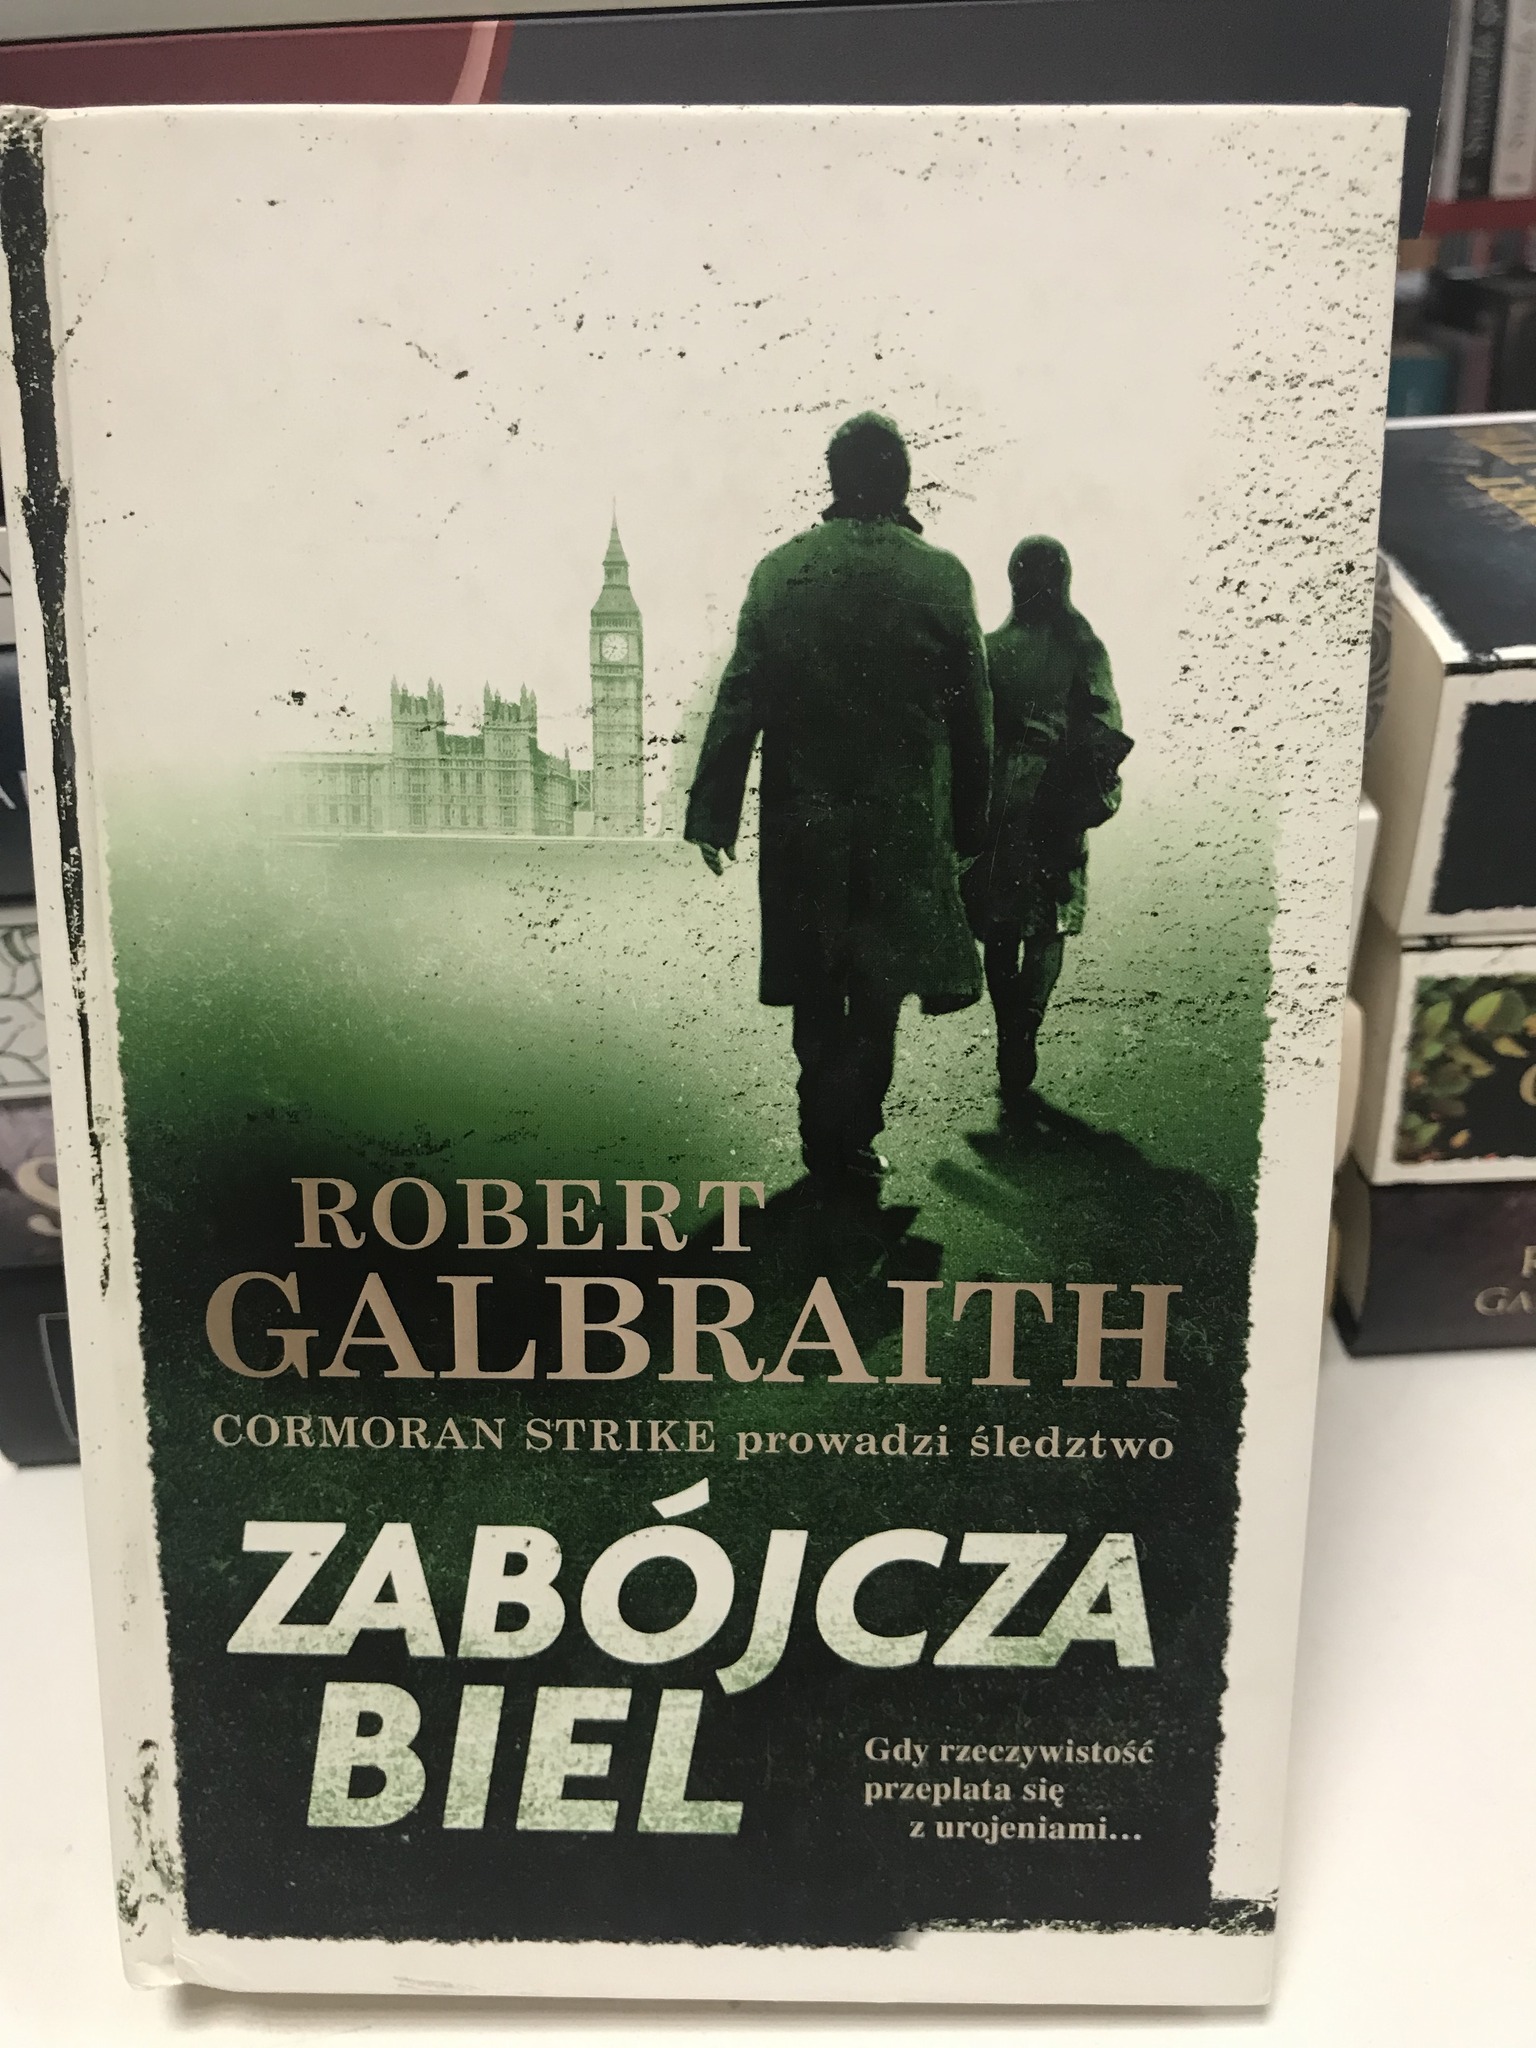 ROBERT
GALBRAITH
CORMORAN STRIKE prowadzi śledztwo
ZABÓJCZA
BIEL
Gdy rzeczywistość
przeplata się
z urojeniami...